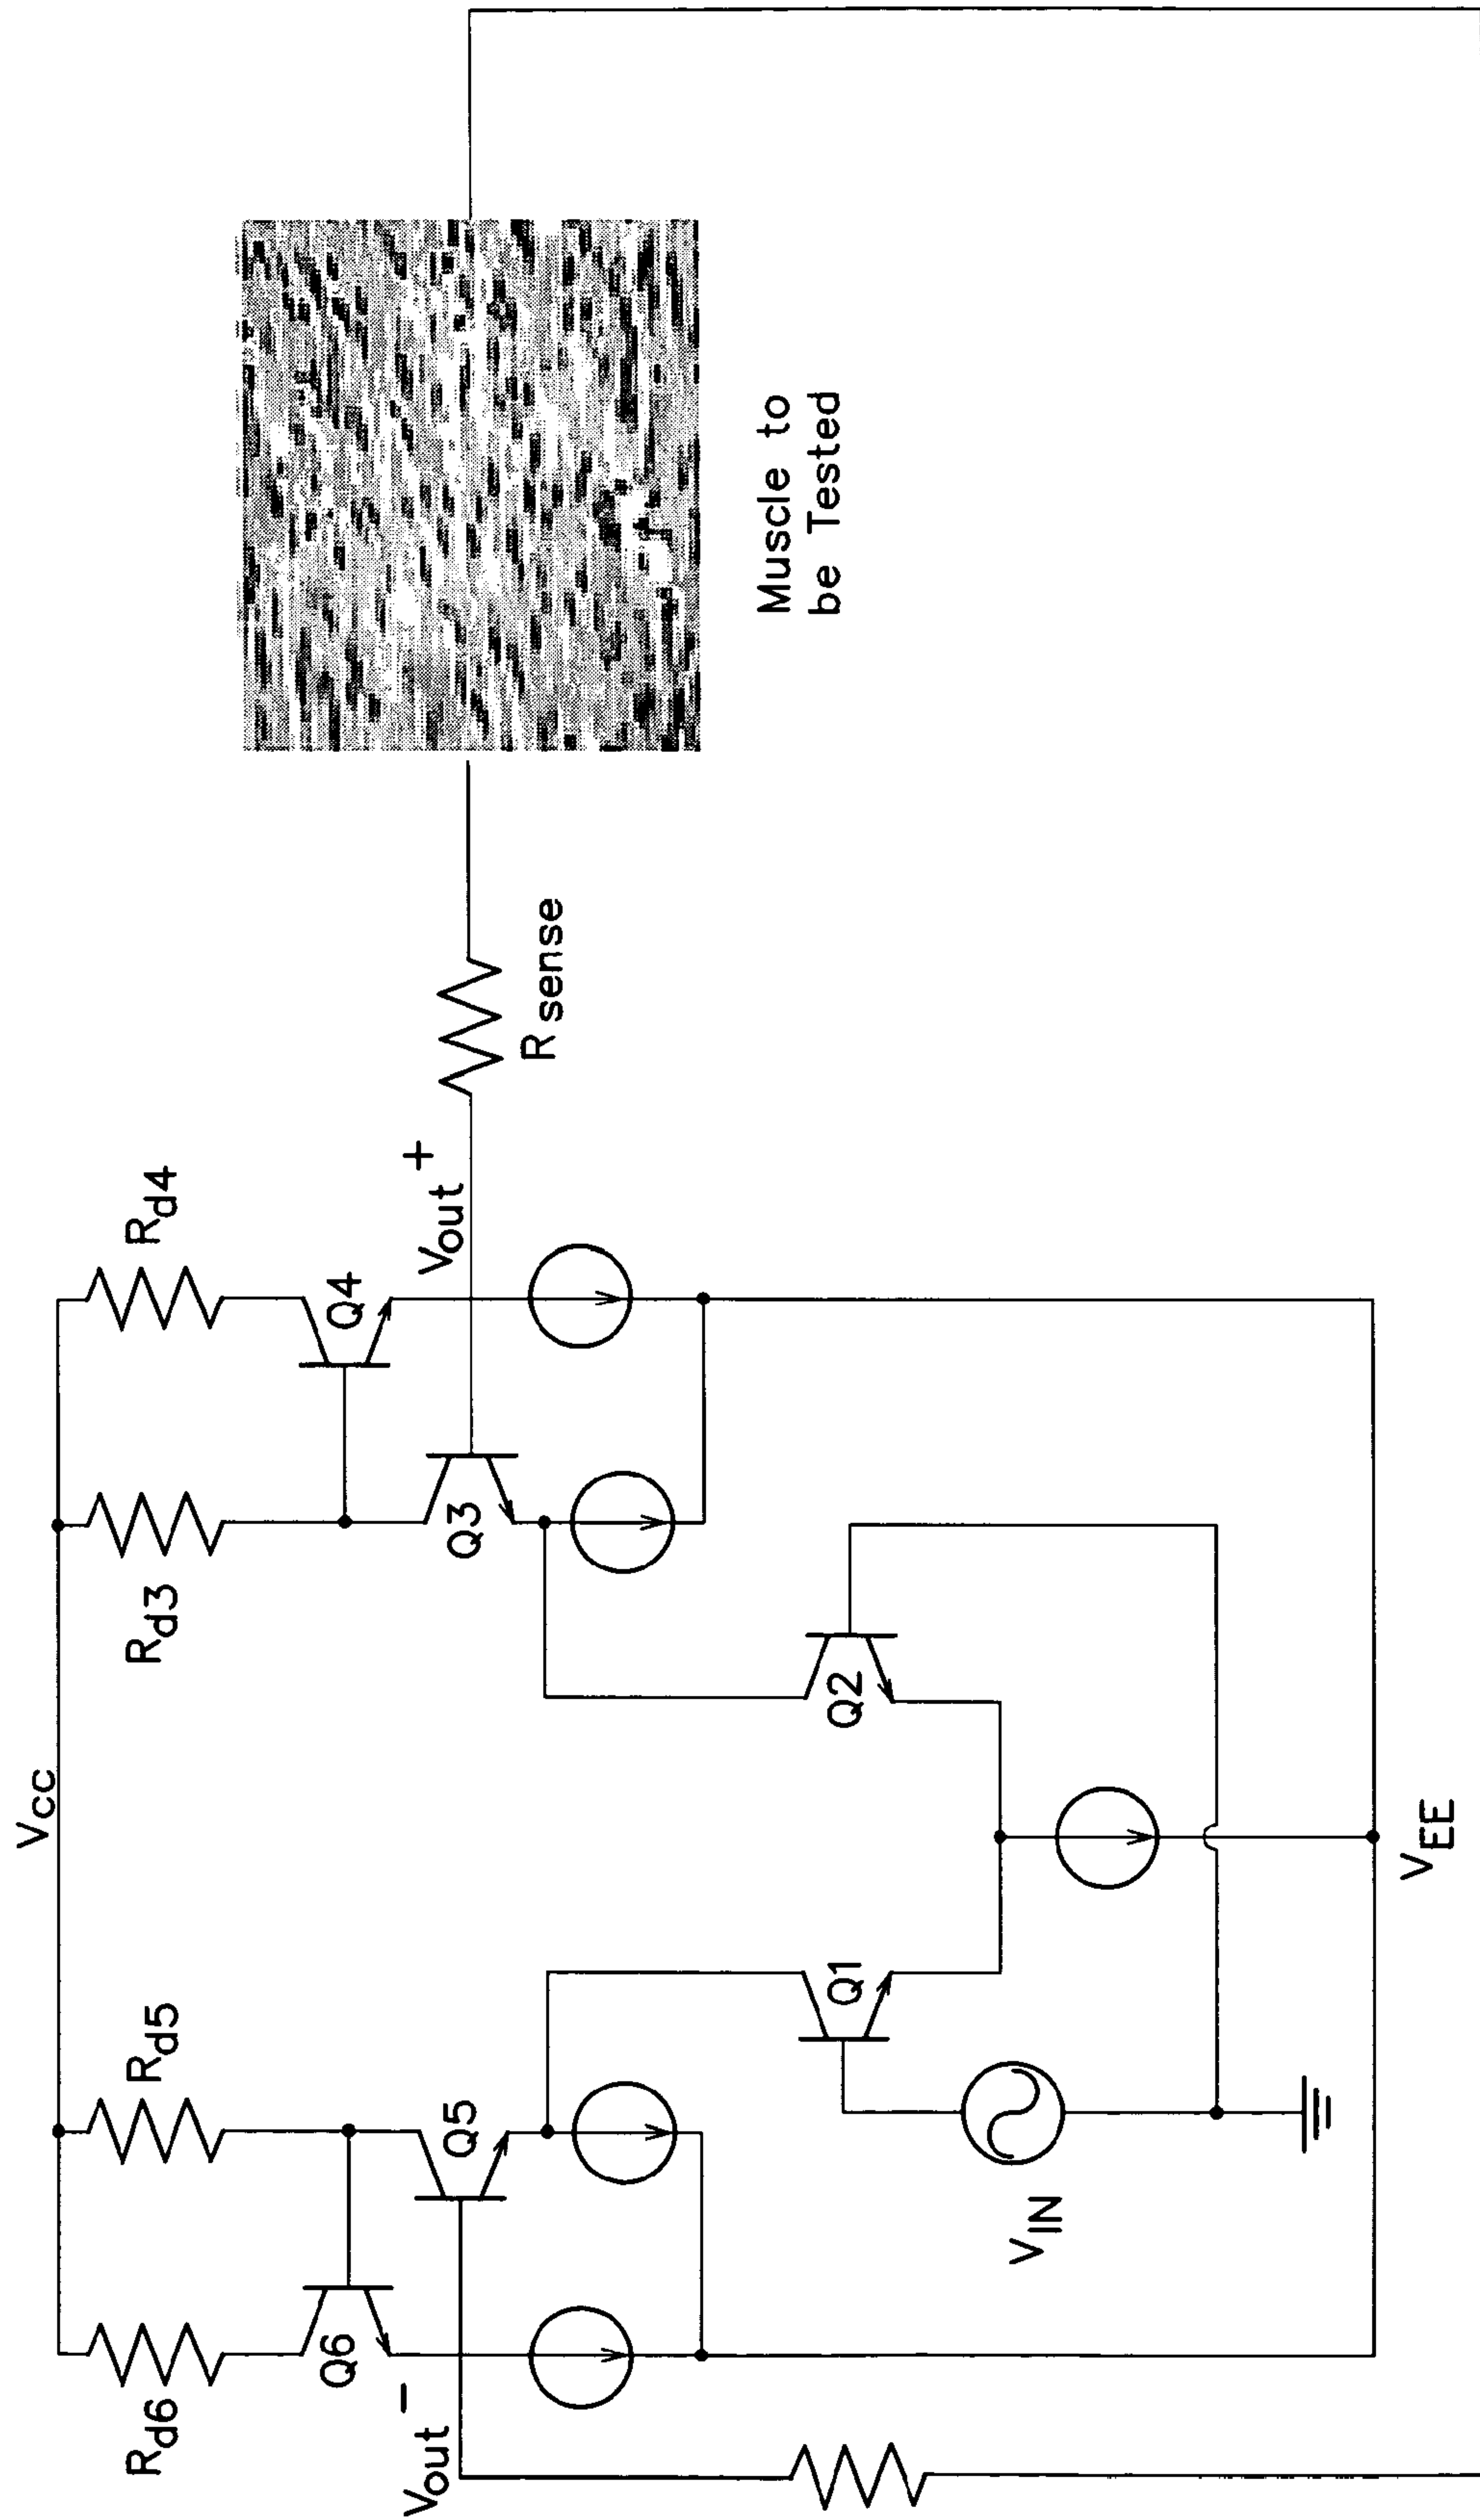 VCC
Rd6
Rd5
Rd3
Rd4
Q6
Q5
Q3
Q4
Vout-
Vout+
R sense
Q1
Q2
VIN
VEE
Muscle to
be Tested